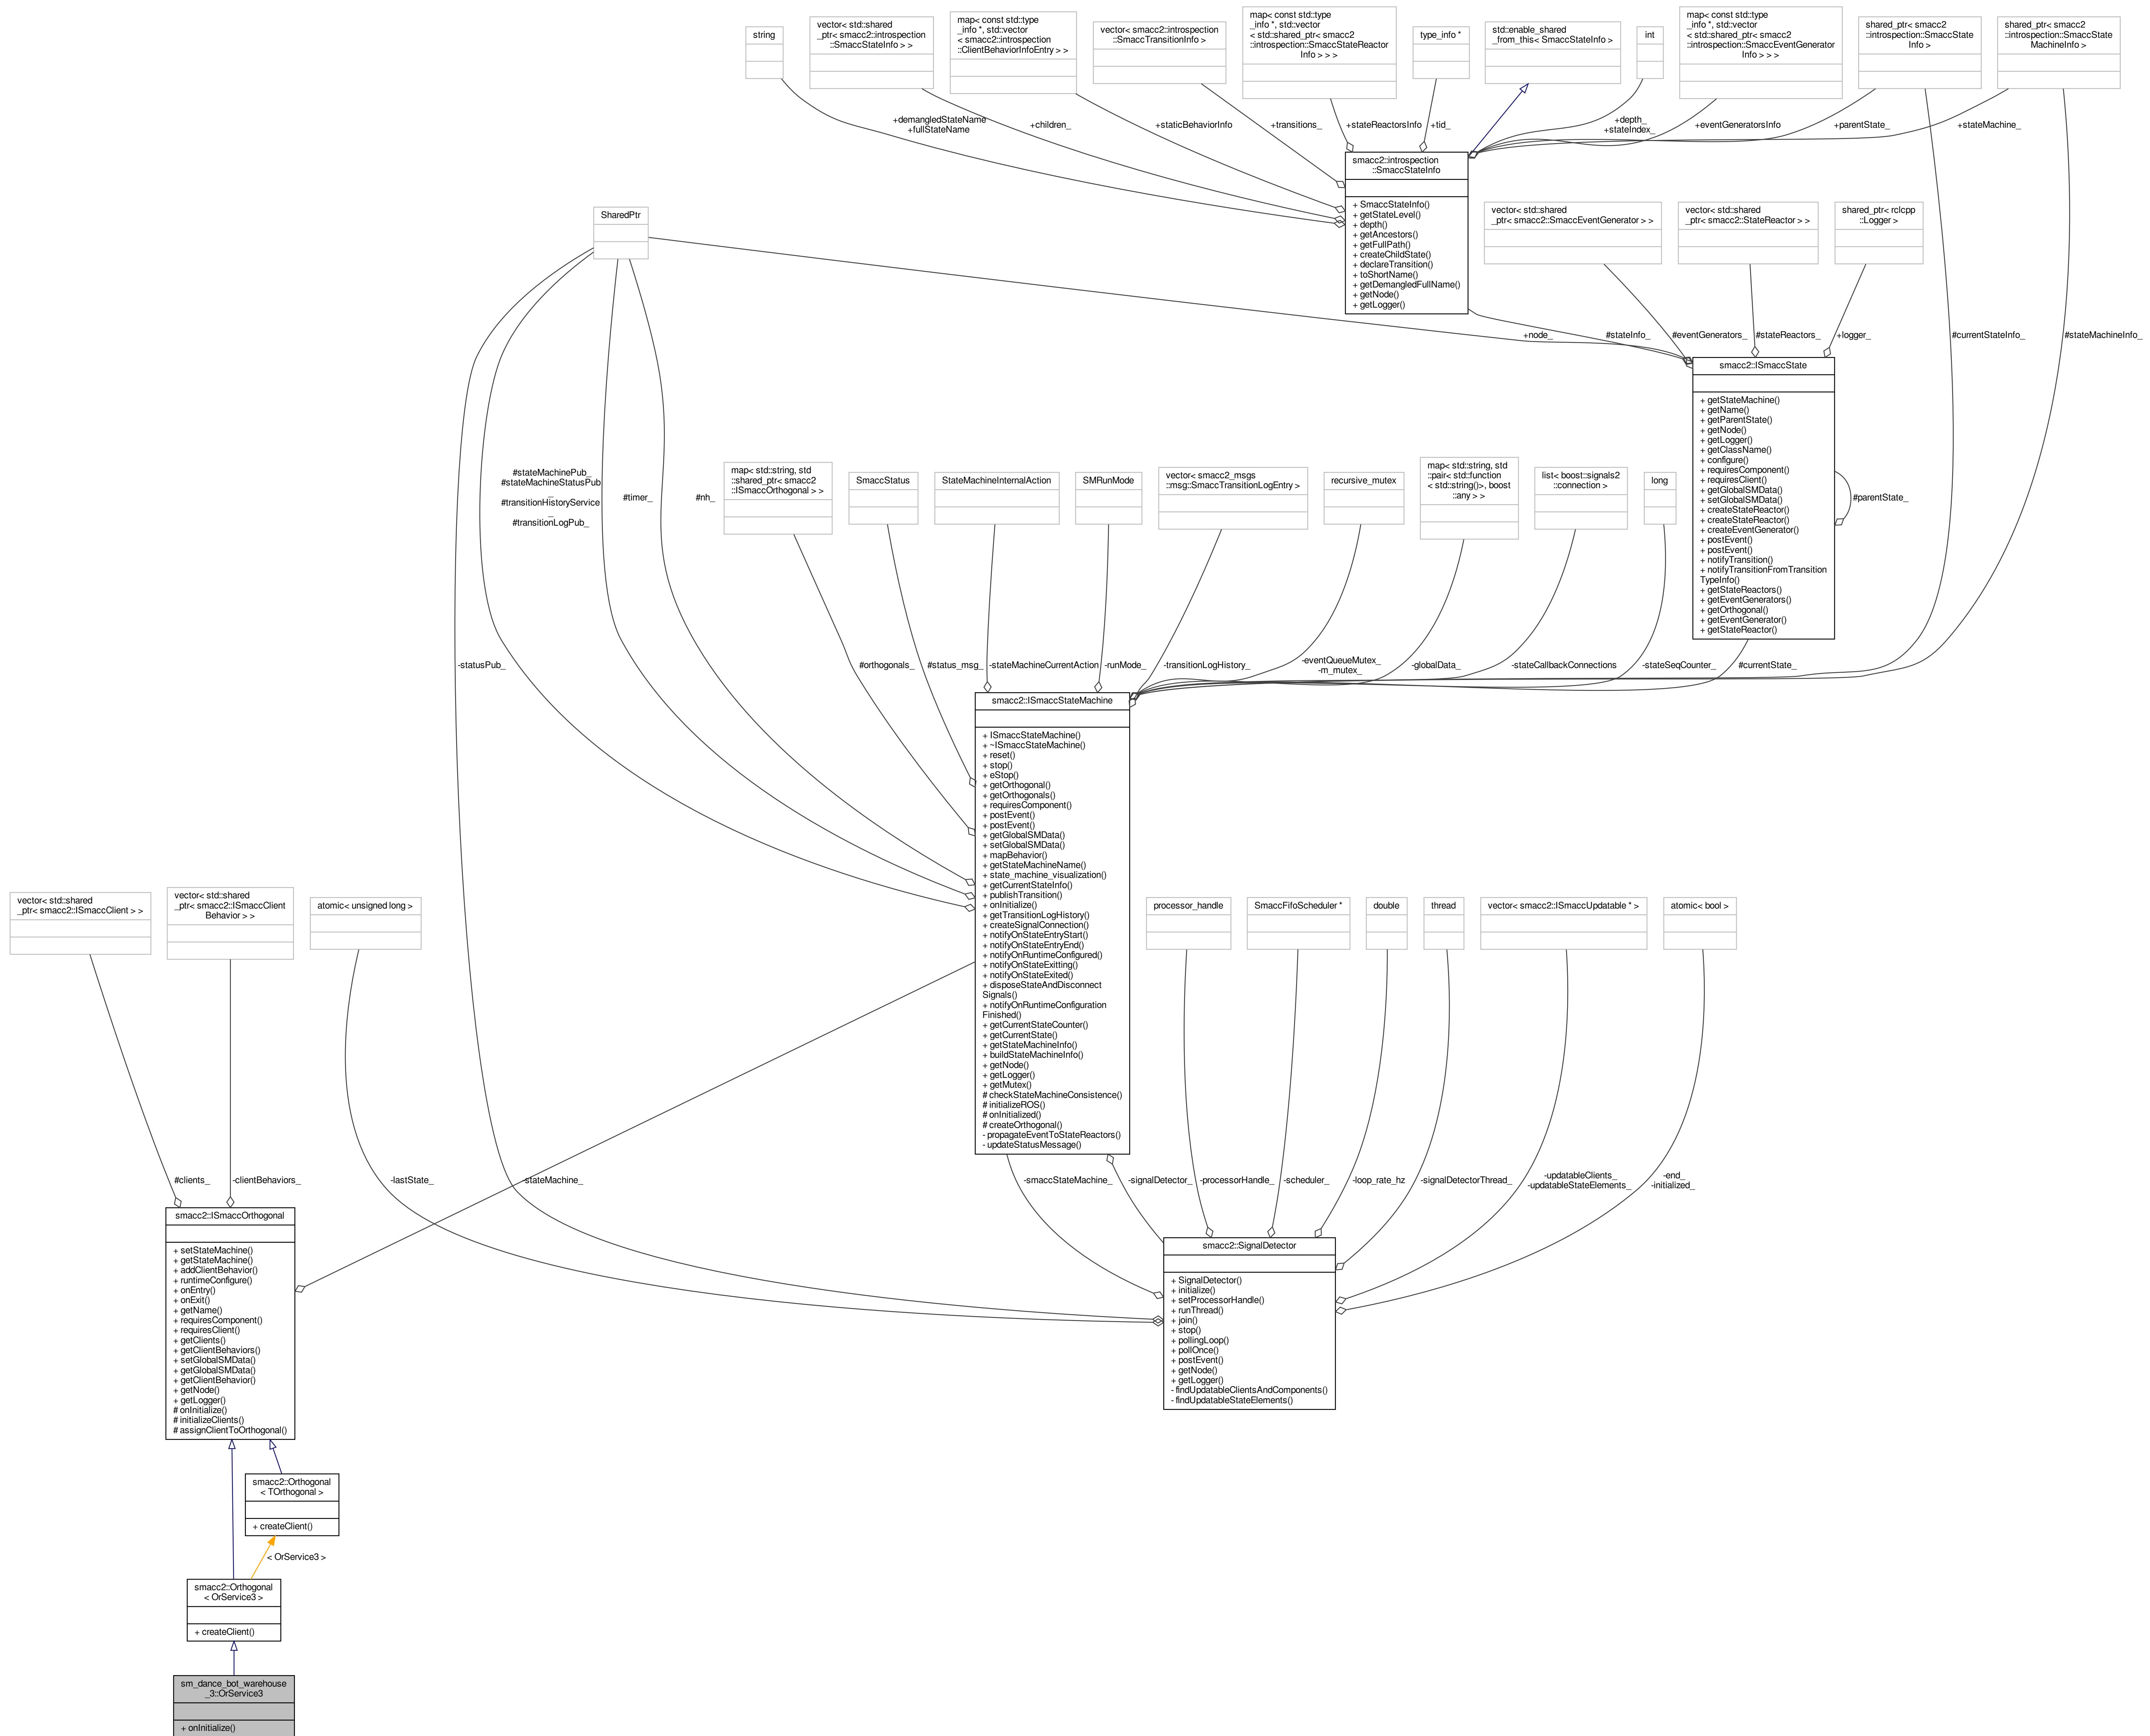 string
vector< std::shared
_ptr< smacc2::introspection
::SmaccStateInfo > >
map< const std::type
_info *, std::vector
< smacc2::introspection
::ClientBehaviorInfoEntry > >
vector< smacc2::introspection
::SmaccTransitionInfo >
map< const std::type
_info *, std::vector
< std::shared_ptr< smacc2
::introspection::SmaccStateReactor
Info > > >
type_info *
std::enable_shared
_from_this< SmaccStateInfo >
int
map< const std::type
_info *, std::vector
< std::shared_ptr< smacc2
::introspection::SmaccEventGenerator
Info > > >
shared_ptr< smacc2
::introspection::SmaccState
Info >
shared_ptr< smacc2
::introspection::SmaccState
MachineInfo >
+demangledStateName
+fullStateName
+children_
+staticBehaviorInfo
+transitions_
+stateReactorsInfo
+tid_
+depth_
+stateIndex_
+eventGeneratorsInfo
+parentState_
+stateMachine_
smacc2::introspection
::SmaccStateInfo
+ SmaccStateInfo()
+ getStateLevel()
+ depth()
+ getAncestors()
+ getFullPath()
+ createChildState()
+ declareTransition()
+ toShortName()
+ getDemangledFullName()
+ getNode()
+ getLogger()
SharedPtr
vector< std::shared
_ptr< smacc2::SmaccEventGenerator > >
vector< std::shared
_ptr< smacc2::StateReactor > >
shared_ptr< rclcpp
::Logger >
+node_
#stateInfo_
#eventGenerators_
#stateReactors_
+logger_
#currentStateInfo_
#stateMachineInfo_
smacc2::ISmaccState
+ getStateMachine()
+ getName()
+ getParentState()
+ getNode()
+ getLogger()
+ getClassName()
+ configure()
+ requiresComponent()
+ requiresClient()
+ getGlobalSMData()
+ setGlobalSMData()
+ createStateReactor()
+ createStateReactor()
+ createEventGenerator()
+ postEvent()
+ postEvent()
+ notifyTransition()
+ notifyTransitionFromTransition
TypeInfo()
+ getStateReactors()
+ getEventGenerators()
+ getOrthogonal()
+ getEventGenerator()
+ getStateReactor()
#parentState_
#stateMachinePub_
#stateMachineStatusPub
_
#transitionHistoryService
_
#transitionLogPub_
#timer_
#nh_
map< std::string, std
::shared_ptr< smacc2
::ISmaccOrthogonal > >
SmaccStatus
StateMachineInternalAction
SMRunMode
vector< smacc2_msgs
::msg::SmaccTransitionLogEntry >
recursive_mutex
map< std::string, std
::pair< std::function
< std::string()>, boost
::any > >
list< boost::signals2
::connection >
long
-statusPub_
#orthogonals_
#status_msg_
-stateMachineCurrentAction
-runMode_
-transitionLogHistory_
-eventQueueMutex_
-m_mutex_
-globalData_
-stateCallbackConnections
-stateSeqCounter_
#currentState_
smacc2::ISmaccStateMachine
+ ISmaccStateMachine()
+ ~ISmaccStateMachine()
+ reset()
+ stop()
+ eStop()
+ getOrthogonal()
+ getOrthogonals()
+ requiresComponent()
+ postEvent()
+ postEvent()
+ getGlobalSMData()
+ setGlobalSMData()
+ mapBehavior()
+ getStateMachineName()
+ state_machine_visualization()
+ getCurrentStateInfo()
+ publishTransition()
+ onInitialize()
+ getTransitionLogHistory()
+ createSignalConnection()
+ notifyOnStateEntryStart()
+ notifyOnStateEntryEnd()
+ notifyOnRuntimeConfigured()
+ notifyOnStateExitting()
+ notifyOnStateExited()
+ disposeStateAndDisconnect
Signals()
+ notifyOnRuntimeConfiguration
Finished()
+ getCurrentStateCounter()
+ getCurrentState()
+ getStateMachineInfo()
+ buildStateMachineInfo()
+ getNode()
+ getLogger()
+ getMutex()
# checkStateMachineConsistence()
# initializeROS()
# onInitialized()
# createOrthogonal()
- propagateEventToStateReactors()
- updateStatusMessage()
vector< std::shared
_ptr< smacc2::ISmaccClient > >
vector< std::shared
_ptr< smacc2::ISmaccClient
Behavior > >
atomic< unsigned long >
processor_handle
SmaccFifoScheduler *
double
thread
vector< smacc2::ISmaccUpdatable * >
atomic< bool >
#clients_
-clientBehaviors_
-lastState_
-stateMachine_
-smaccStateMachine_
-signalDetector_
-processorHandle_
-scheduler_
-loop_rate_hz
-signalDetectorThread_
-updatableClients_
-updatableStateElements_
-end_
-initialized_
smacc2::ISmaccOrthogonal
+ setStateMachine()
+ getStateMachine()
+ addClientBehavior()
+ runtimeConfigure()
+ onEntry()
+ onExit()
+ getName()
+ requiresComponent()
+ requiresClient()
+ getClients()
+ getClientBehaviors()
+ setGlobalSMData()
+ getGlobalSMData()
+ getClientBehavior()
+ getNode()
+ getLogger()
# onInitialize()
# initializeClients()
# assignClientToOrthogonal()
smacc2::SignalDetector
+ SignalDetector()
+ initialize()
+ setProcessorHandle()
+ runThread()
+ join()
+ stop()
+ pollingLoop()
+ pollOnce()
+ postEvent()
+ getNode()
+ getLogger()
- findUpdatableClientsAndComponents()
- findUpdatableStateElements()
smacc2::Orthogonal
< TOrthogonal >
+ createClient()
< OrService3 >
smacc2::Orthogonal
< OrService3 >
+ createClient()
sm_dance_bot_warehouse
_3::OrService3
+ onInitialize()